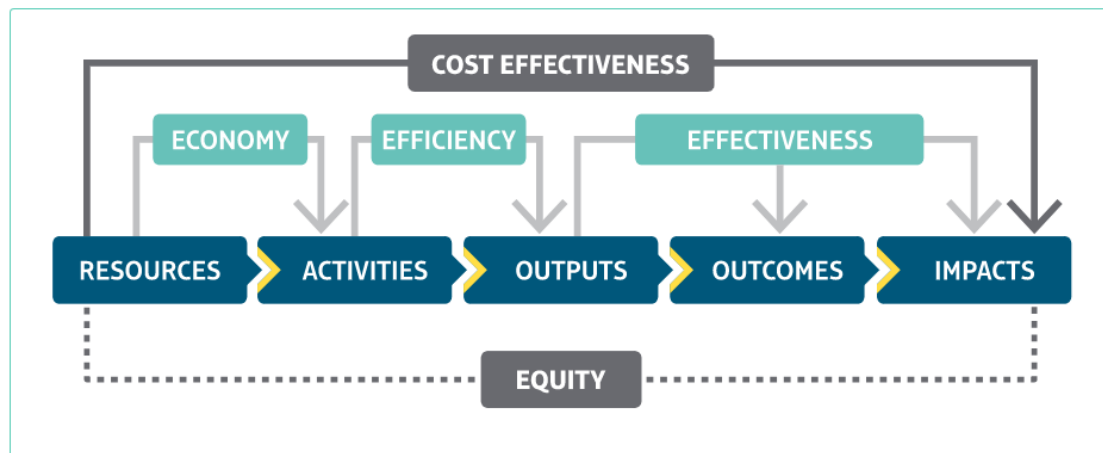 COST EFFECTIVENESS
ECONOMY
EFFICIENCY
EFFECTIVENESS
RESOURCES
ACTIVITIES
OUTPUTS
OUTCOMES
IMPACTS
EQUITY